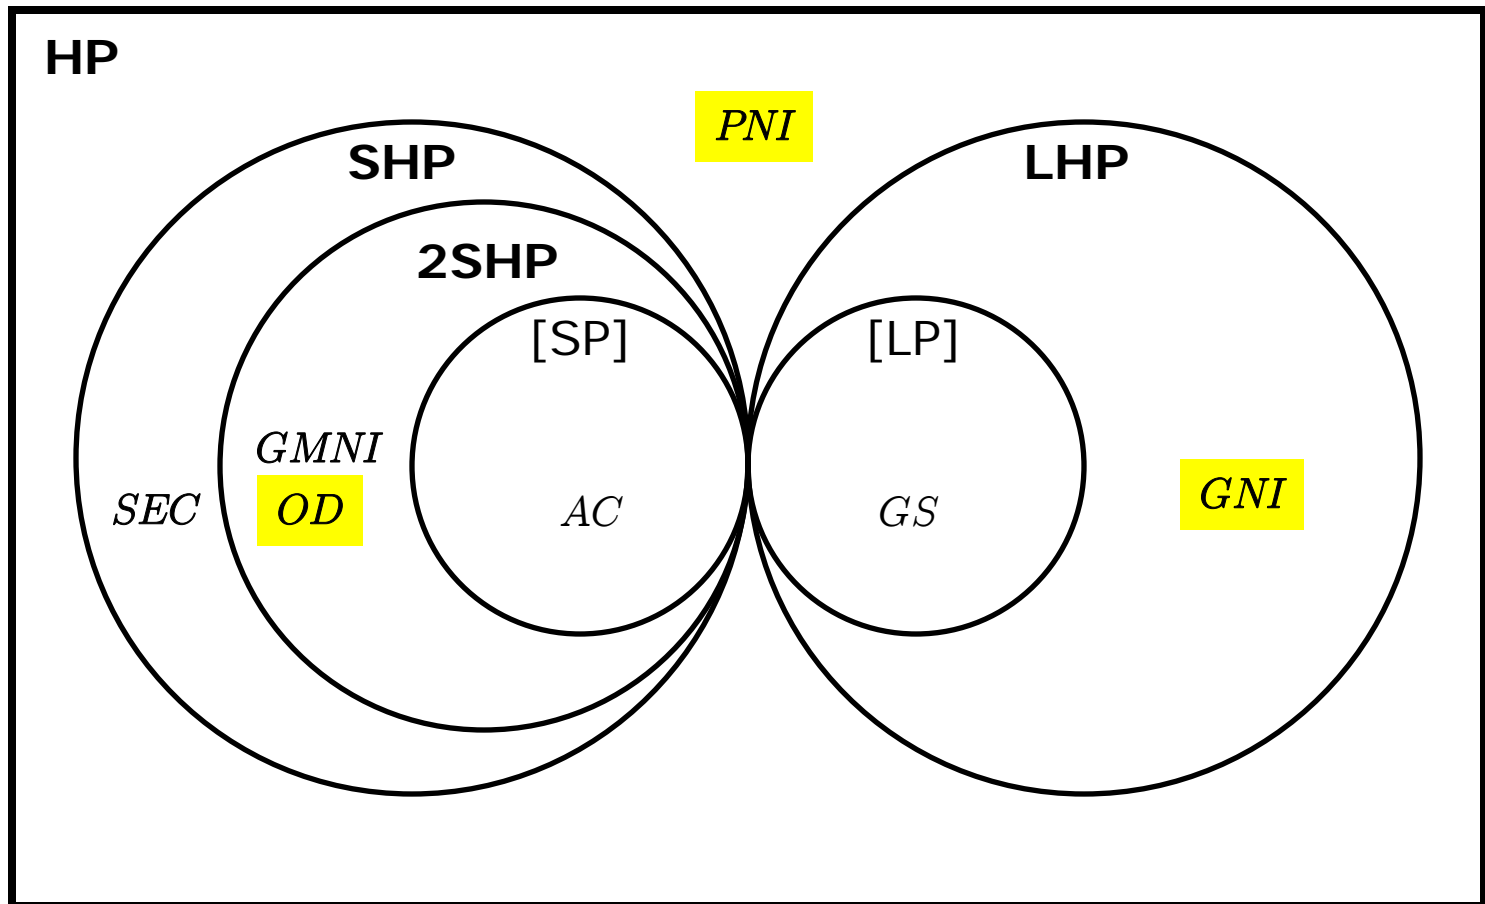 HP
PNI
SHP
LHP
2SHP
[SP]
[LP]
GMNI
SEC
OD
AC
GS
GNI